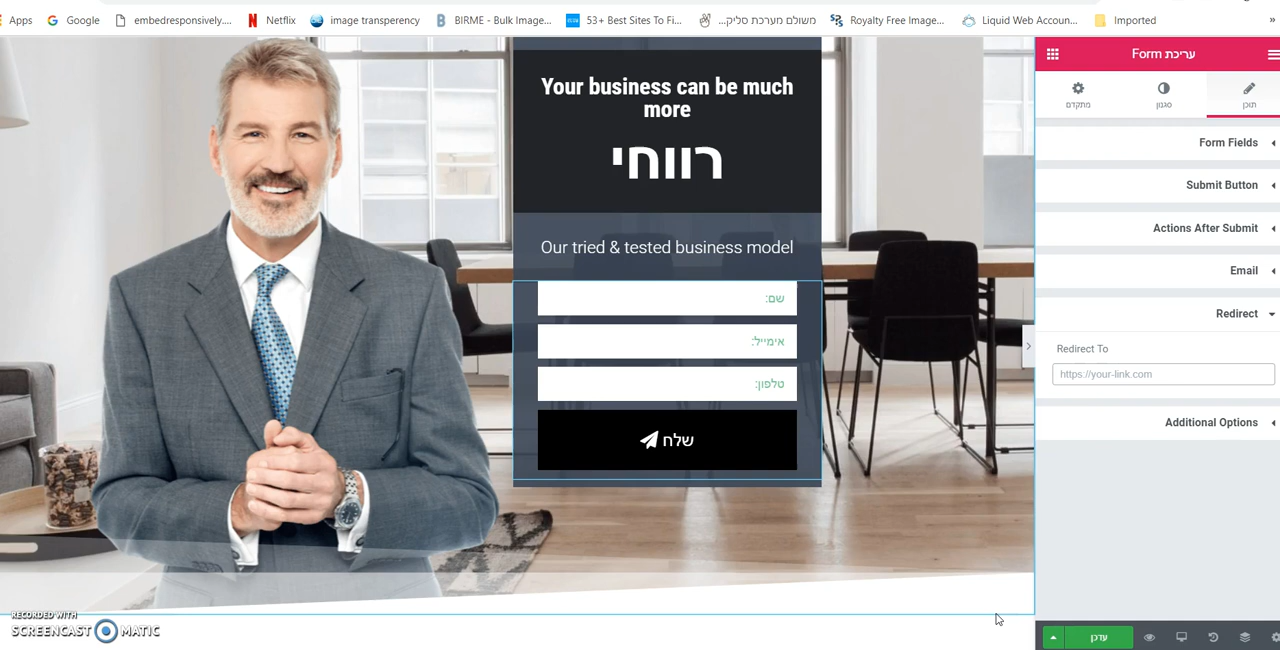 Apps
Google
embedresponsively....
Netflix
image transparency
BIRME - Bulk Image...
53+ Best Sites To Fi...
משולם מערכת סליק...
Royalty Free Image...
Liquid Web Accoun...
Imported
»
Your business can be much
more
רווחי
Our tried & tested business model
שם:
אימייל:
טלפון:
שלח
עריכת Form
תוכן
סגנון
מתקדם
Form Fields
Submit Button
Actions After Submit
Email
Redirect
Redirect To
https://your-link.com
Additional Options
עדכן
RECORDED WITH
SCREENCAST MATIC